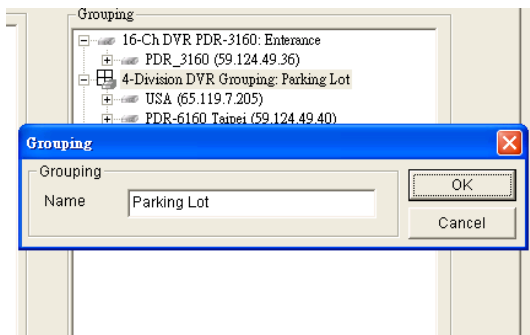 Grouping
16-Ch DVR PDR-3160: Enterance
PDR_3160 (59.124.49.36)
4-Division DVR Grouping: Parking Lot
USA (65.119.7.205)
PDR-6160 Taipei (59.124.49.40)
Grouping
Grouping
Name
Parking Lot
OK
Cancel